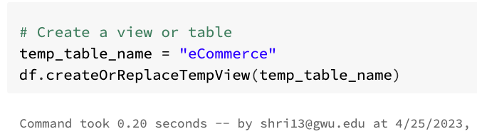 # Create a view or table
temp_table_name = "eCommerce"
df.createOrReplaceTempView(temp_table_name)
Command took 0.20 seconds -- by shri13@gwu.edu at 4/25/2023,